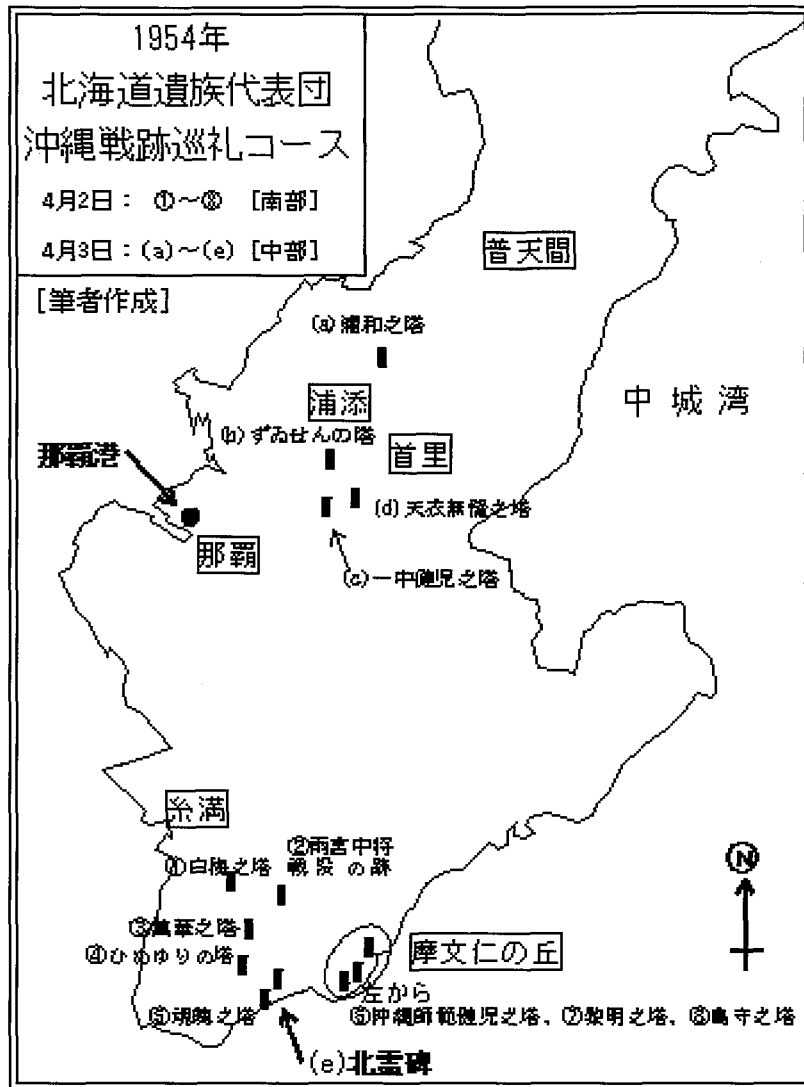 1954年
北海道遺族代表団
沖縄戦跡巡礼コース
4月2日：①～⑧ [南部]
4月3日：(a)～(e) [中部]
[筆者作成]
普天間
(a)浦和之塔
浦添
中城湾
(b)ずゐせんの塔
首里
那覇港
(d)天衣無縫之塔
那覇
(c)一中健児之塔
糸満
②雨宮中将
戦没の跡
①白梅之塔
③萬華之塔
④ひめゆりの塔
摩文仁の丘
左から
⑤魂魄之塔
⑥沖縄師範健児之塔, ⑦黎明之塔, ⑧島守之塔
(e)北霊碑
N